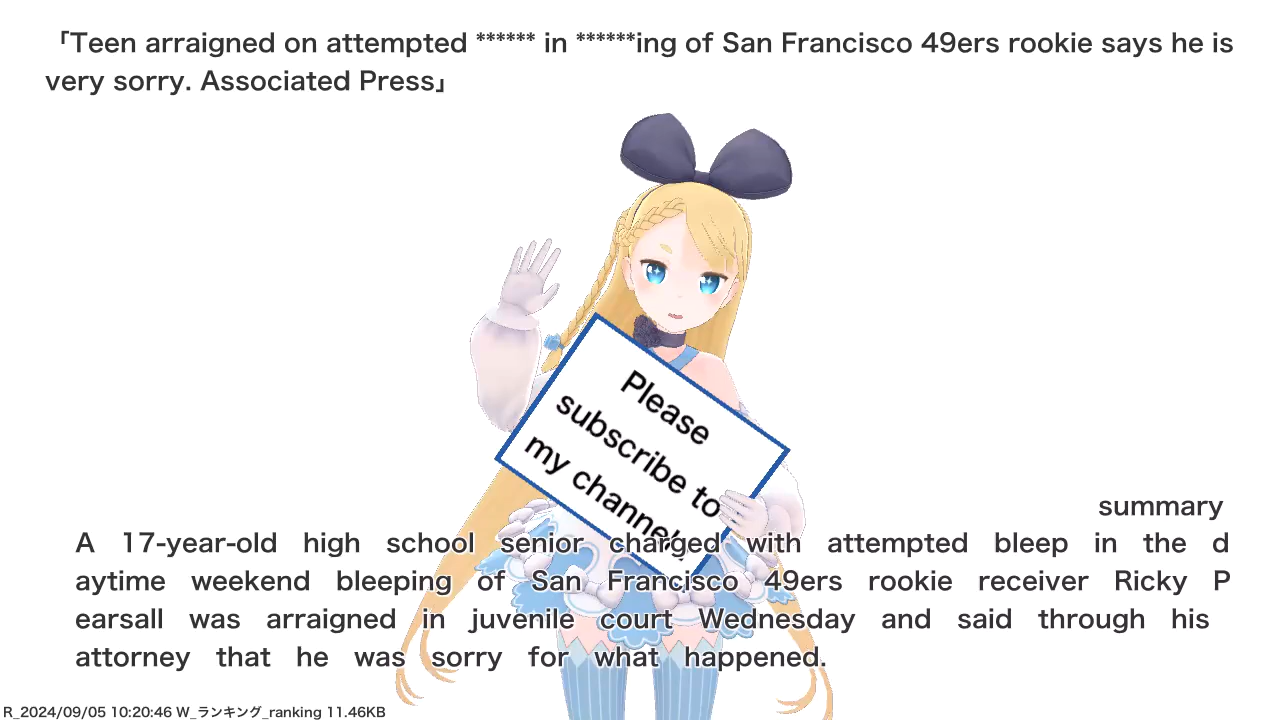 「Teen arraigned on attempted ****** in ******ing of San Francisco 49ers rookie says he is
very sorry. Associated Press」
Please
subscribe to
my channel!
summary
A 17-year-old high school senior charged with attempted bleep in the d
aytime weekend bleeping of San Francisco 49ers rookie receiver Ricky P
earsall was arraigned in juvenile court Wednesday and said through his
attorney that he was sorry for what happened.
R_2024/09/05 10:20:46 W_ランキング_ranking 11.46KB